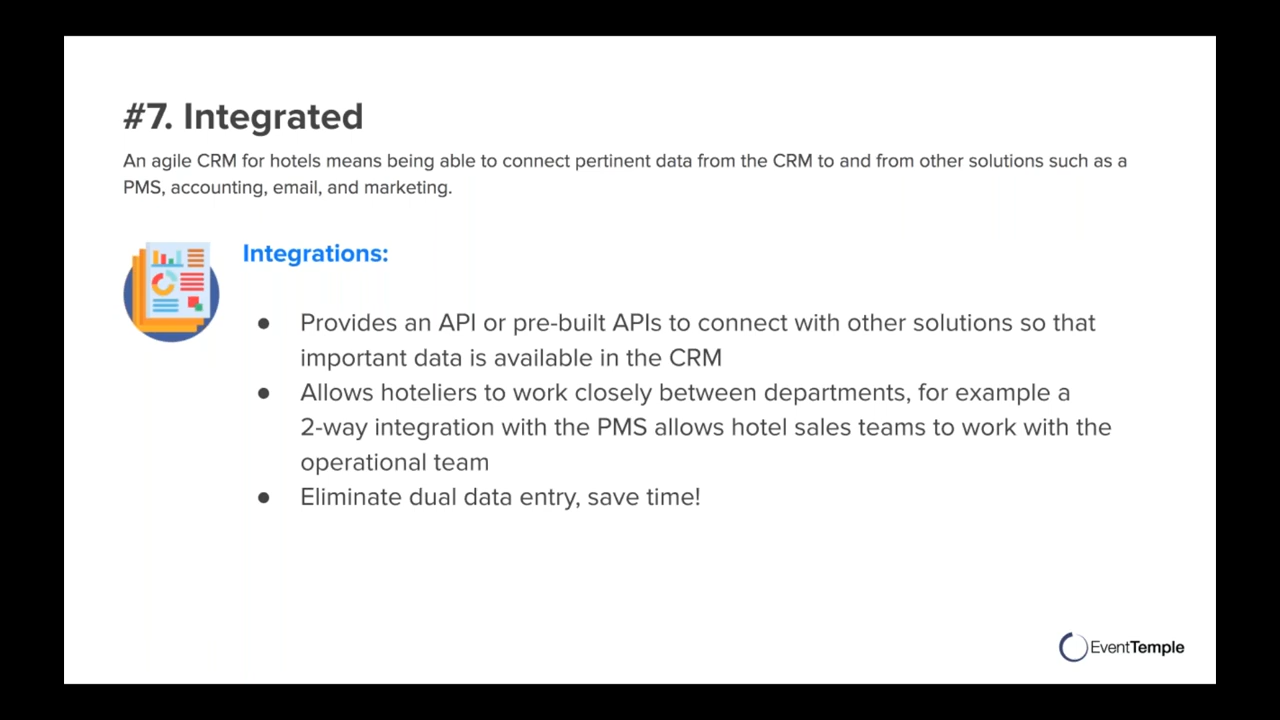 #7. Integrated
An agile CRM for hotels means being able to connect pertinent data from the CRM to and from other solutions such as a
PMS, accounting, email, and marketing.
Integrations:
● Provides an API or pre-built APIs to connect with other solutions so that
important data is available in the CRM
● Allows hoteliers to work closely between departments, for example a
2-way integration with the PMS allows hotel sales teams to work with the
operational team
● Eliminate dual data entry, save time!
EventTemple